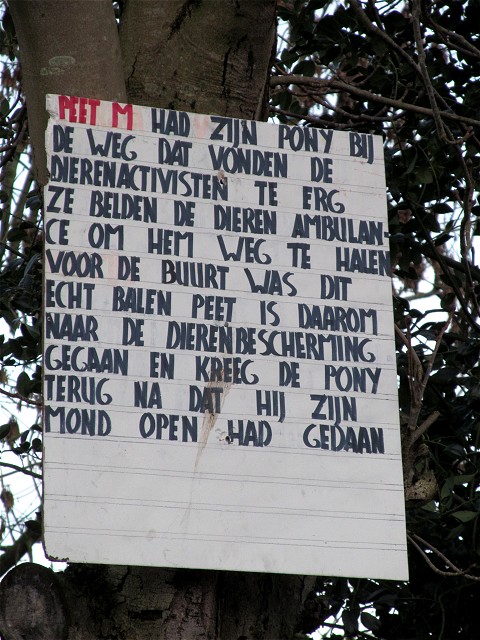 PEET M HAD ZIJN PONY BIJ
DE WEG DAT VONDEN DE
DIERENACTIVISTEN TE ERG
ZE BELDEN DE DIEREN AMBULAN-
CE OM HEM WEG TE HALEN
VOOR DE BUURT WAS DIT
ECHT BALEN PEET IS DAAROM
NAAR DE DIERENBESCHERMING
GEGAAN EN KREEG DE PONY
TERUG NA DAT HIJ ZIJN
MOND OPEN HAD GEDAAN